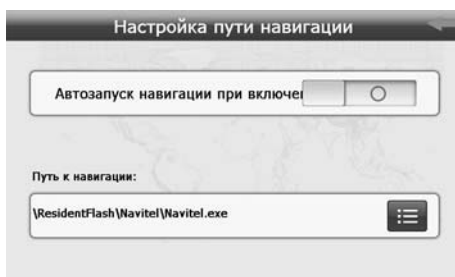 Настройка пути навигации
Автозапуск навигации при включе
Путь к навигации:
\ResidentFlash\Navitel\Navitel.exe